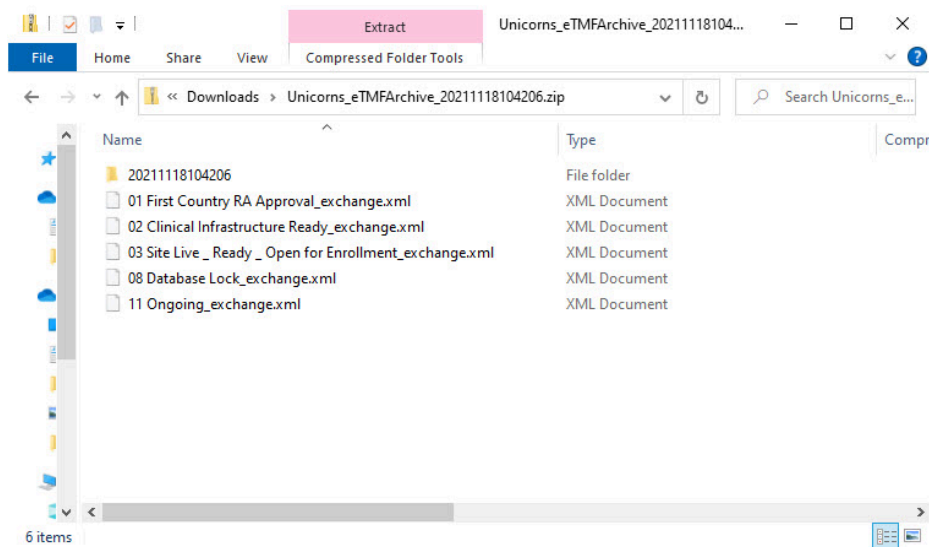 Extract
Unicorns_eTMFArchive_20211118104...
File
Home
Share
View
Compressed Folder Tools
?
« Downloads > Unicorns_eTMFArchive_20211118104206.zip
Search Unicorns_e...
Name
Type
Compr
20211118104206
File folder
01 First Country RA Approval_exchange.xml
XML Document
02 Clinical Infrastructure Ready_exchange.xml
XML Document
03 Site Live _ Ready _ Open for Enrollment_exchange.xml
XML Document
08 Database Lock_exchange.xml
XML Document
11 Ongoing_exchange.xml
XML Document
6 items